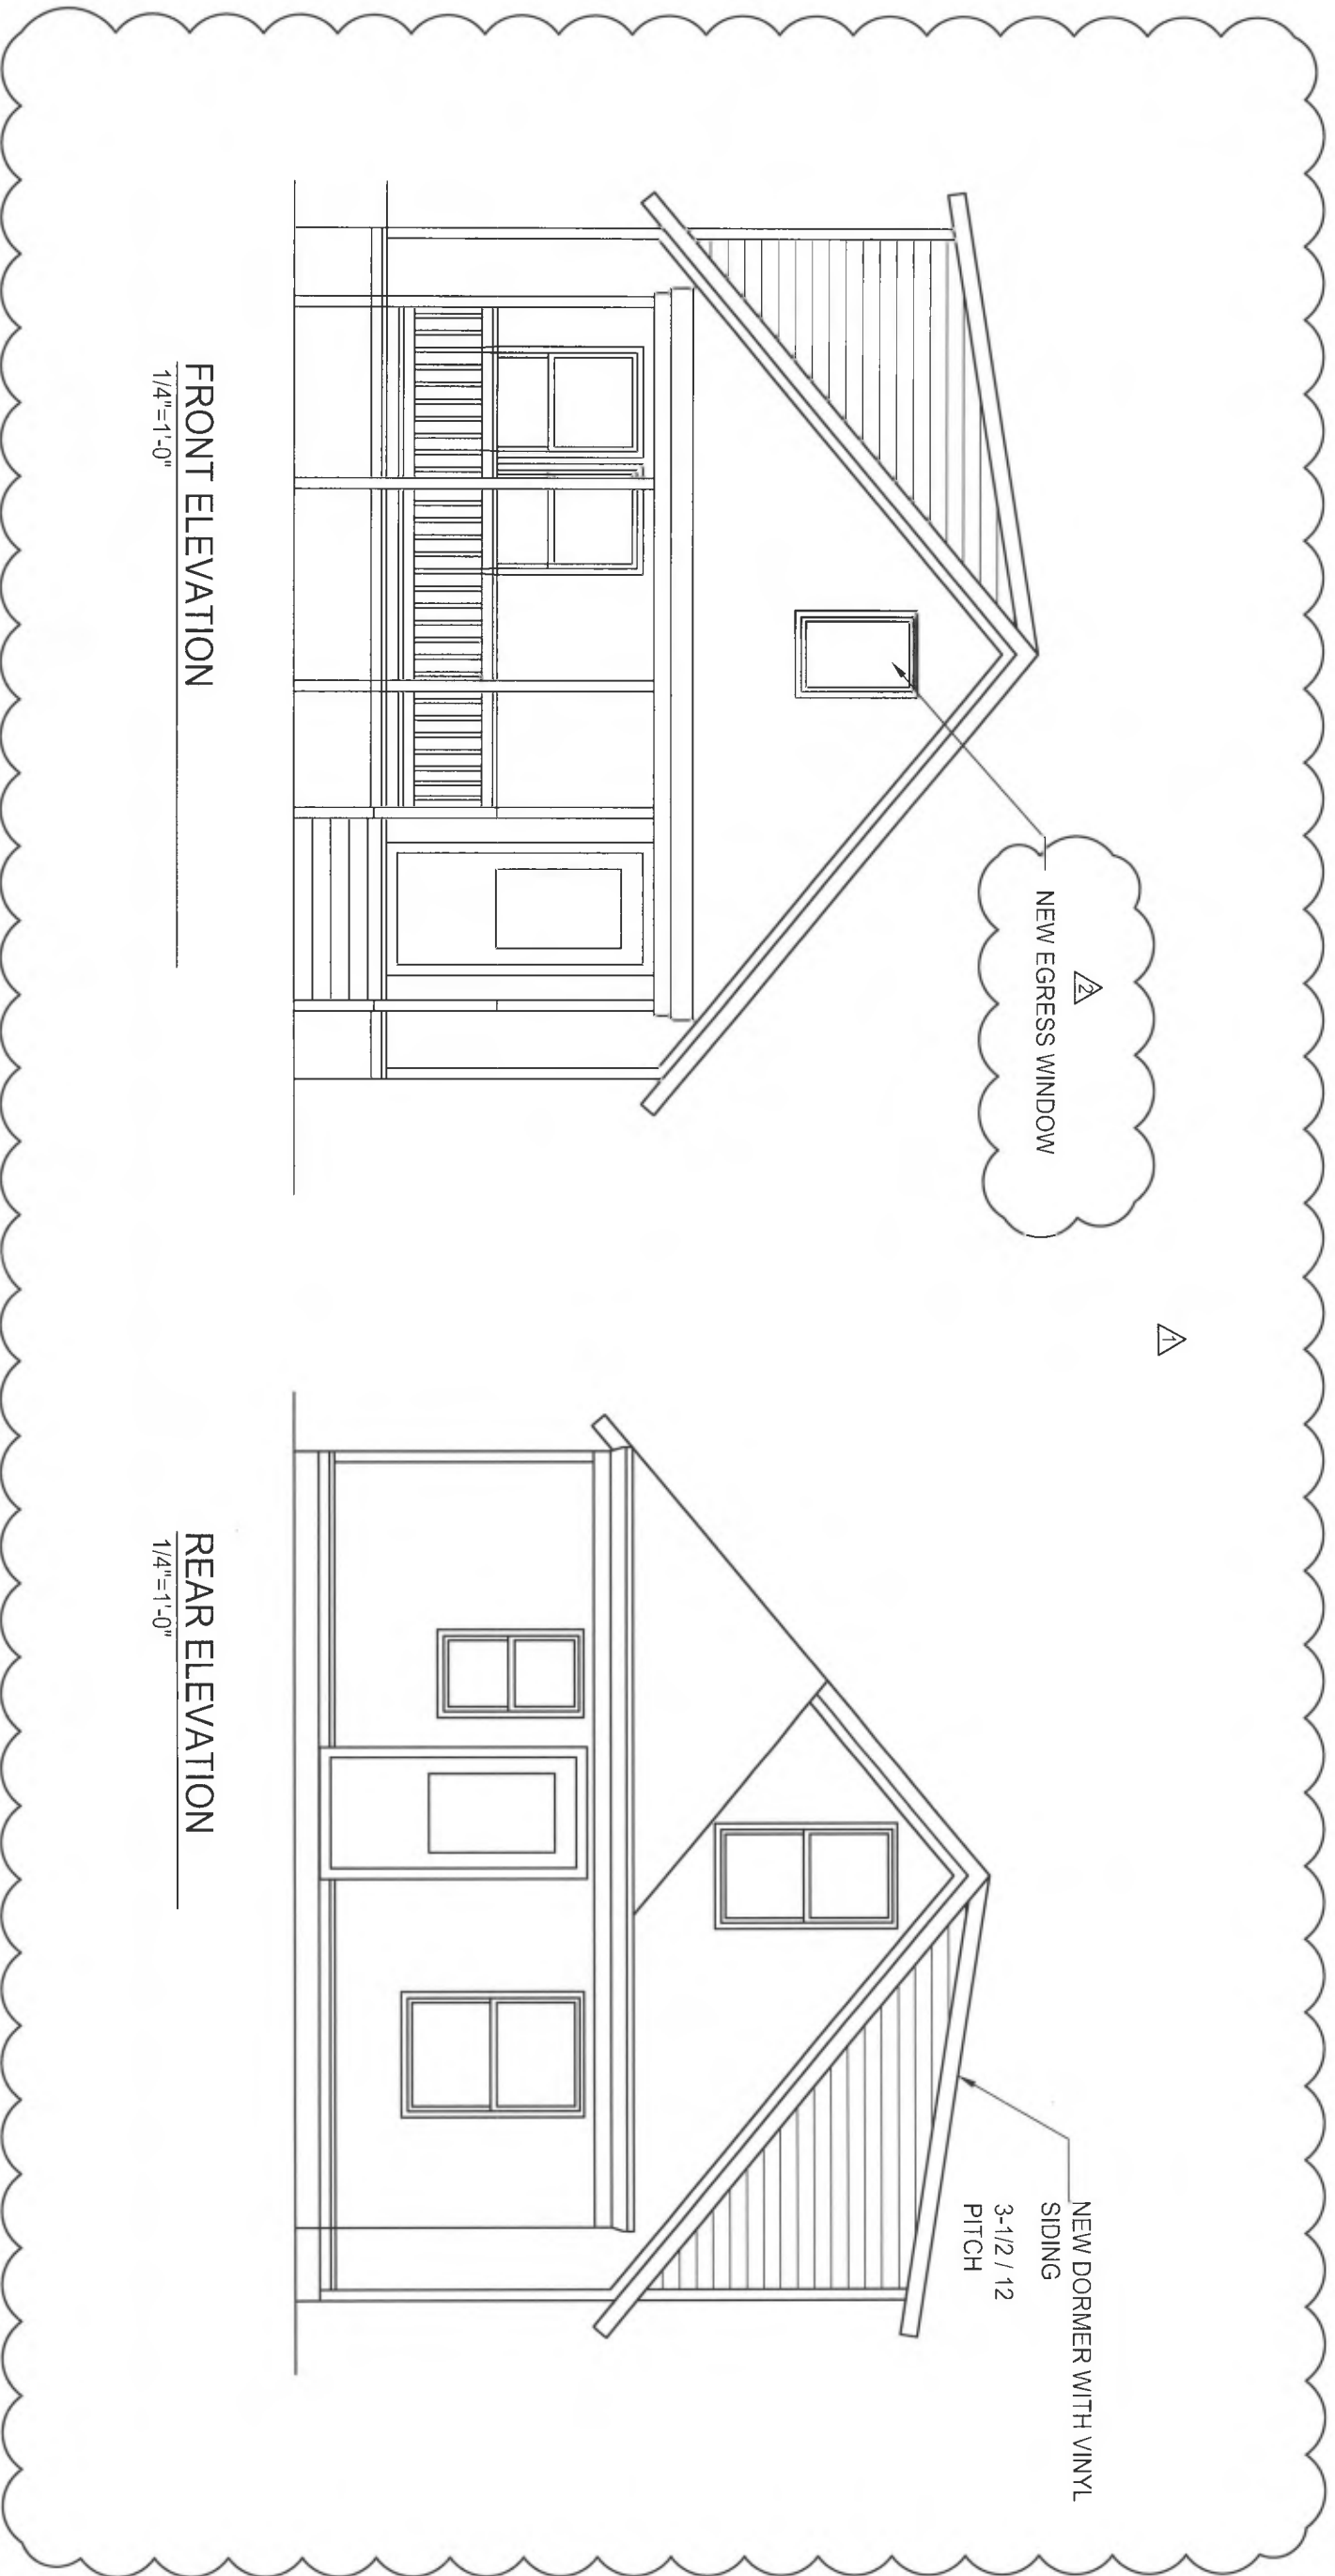 1
2
NEW EGRESS WINDOW
NEW DORMER WITH VINYL
SIDING
3-1/2 / 12
PITCH
FRONT ELEVATION
1/4"=1'-0"
REAR ELEVATION
1/4"=1'-0"